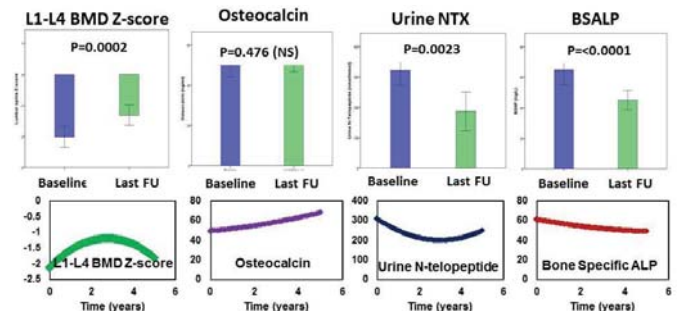 L1-L4 BMD Z-score
Osteocalcin
Urine NTX
BSALP
P=0.0002
P=0.476 (NS)
P=0.0023
P=<0.0001
Baseline Last FU
Baseline Last FU
Baseline Last FU
Baseline Last FU
0
-0.5
-1
-1.5
-2
-2.5
L1-L4 BMD Z-score
0 2 4 6
Time (years)
80
60
40
20
0
Osteocalcin
0 2 4 6
Time (years)
400
300
200
100
0
Urine N-telopeptide
0 2 4 6
Time (years)
80
60
40
20
0
Bone Specific ALP
0 2 4 6
Time (years)